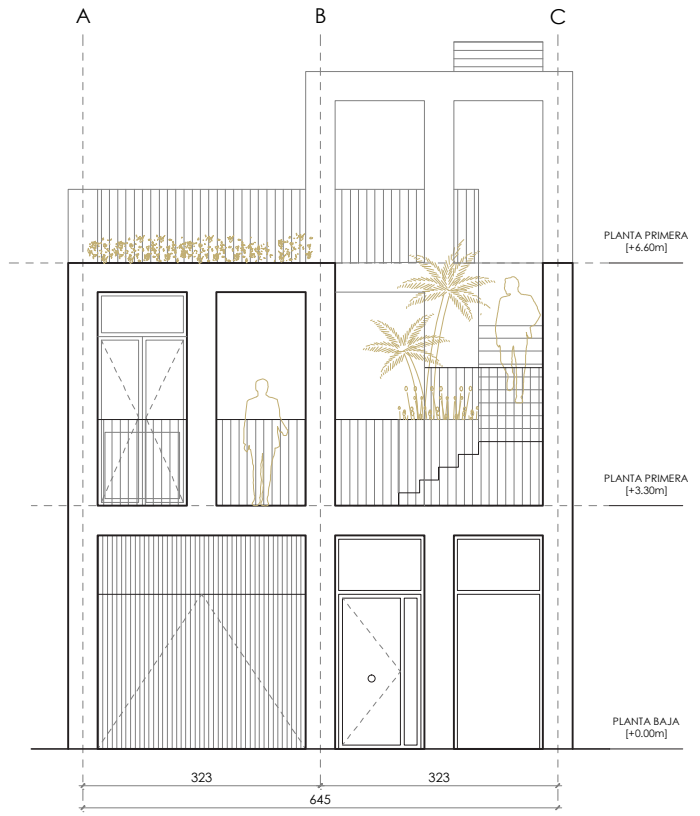 A B C
PLANTA PRIMERA
[+6.60m]
PLANTA PRIMERA
[+3.30m]
PLANTA BAJA
[+0.00m]
323 323
645